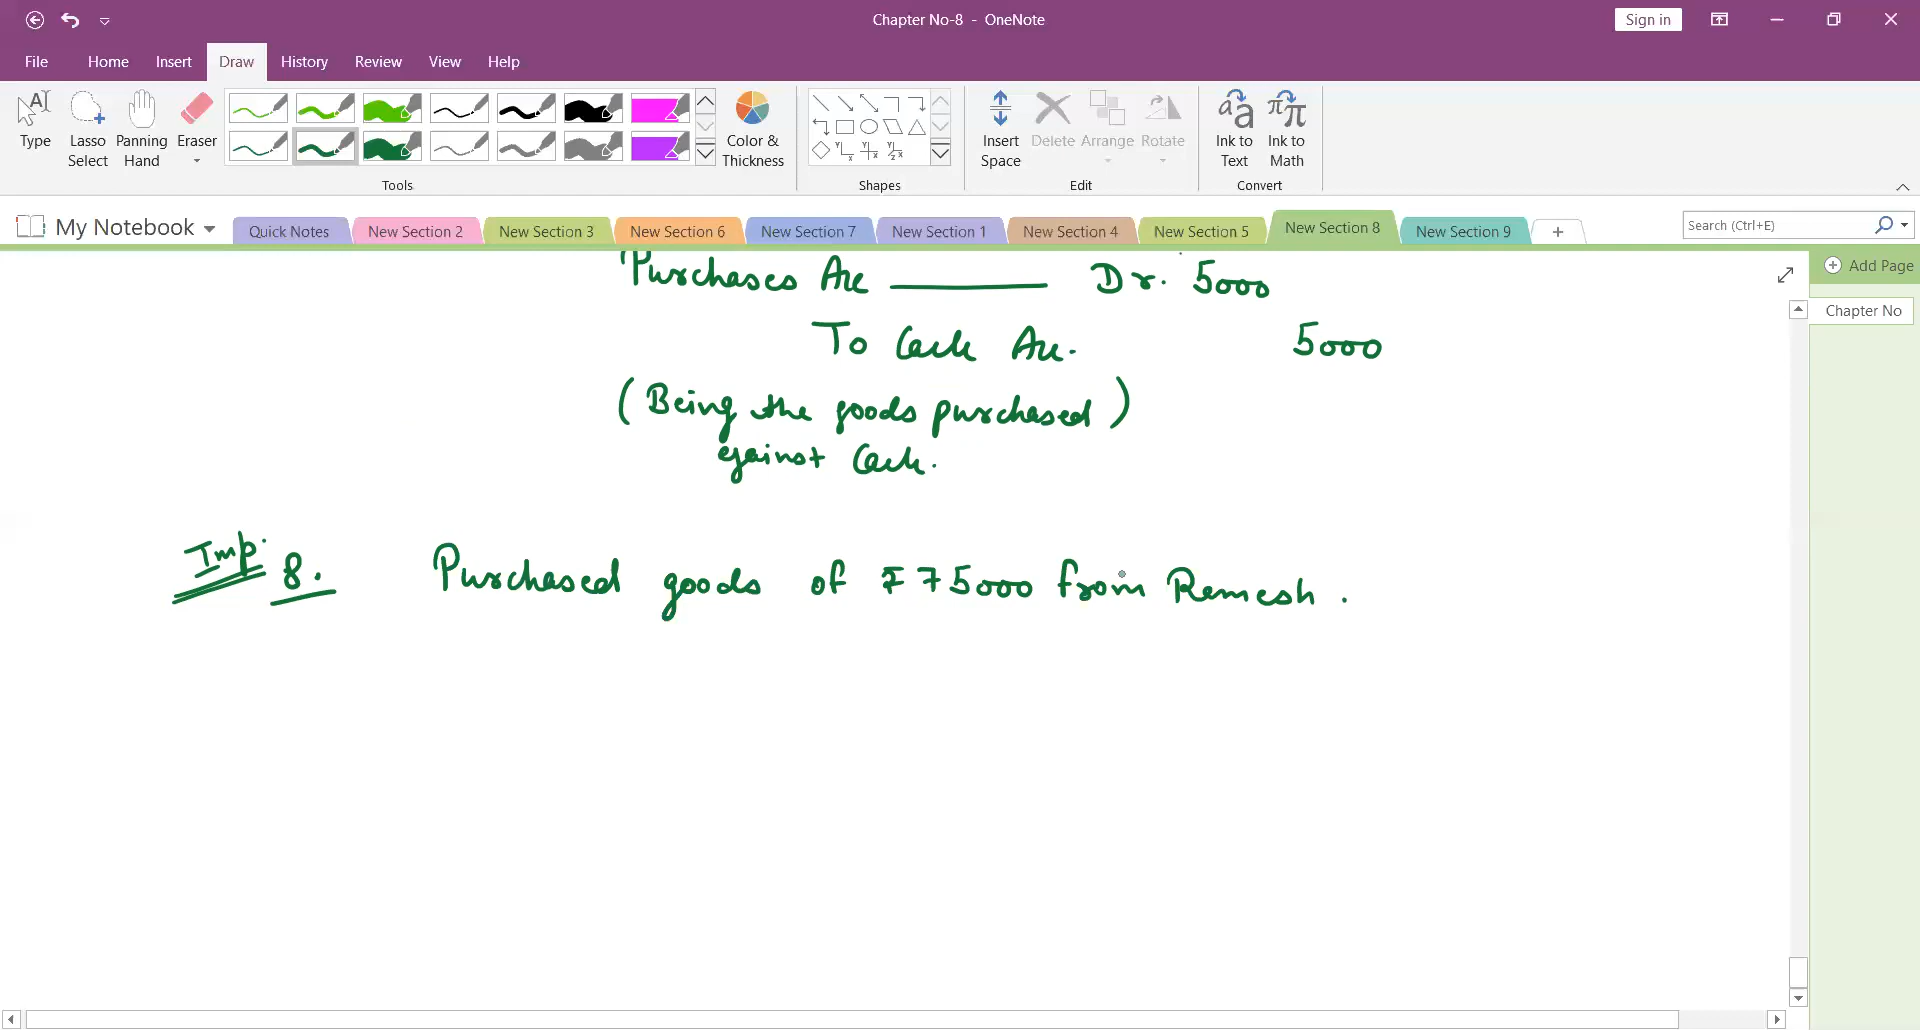 Chapter No-8 - OneNote
Sign in
File Home Insert Draw History Review View Help
Type Lasso Select Panning Hand Eraser Color & Thickness Insert Space Delete Arrange Rotate Ink to Text Ink to Math
Tools Shapes Edit Convert
My Notebook Quick Notes New Section 2 New Section 3 New Section 6 New Section 7 New Section 1 New Section 4 New Section 5 New Section 8 New Section 9 + Search (Ctrl+E)
Add Page
Chapter No
Purchases A/c ——— Dr. 5000
To Cash A/c. 5000
(Being the goods purchased)
against Cash.
Imp. 8. Purchased goods of ₹75000 from Ramesh.